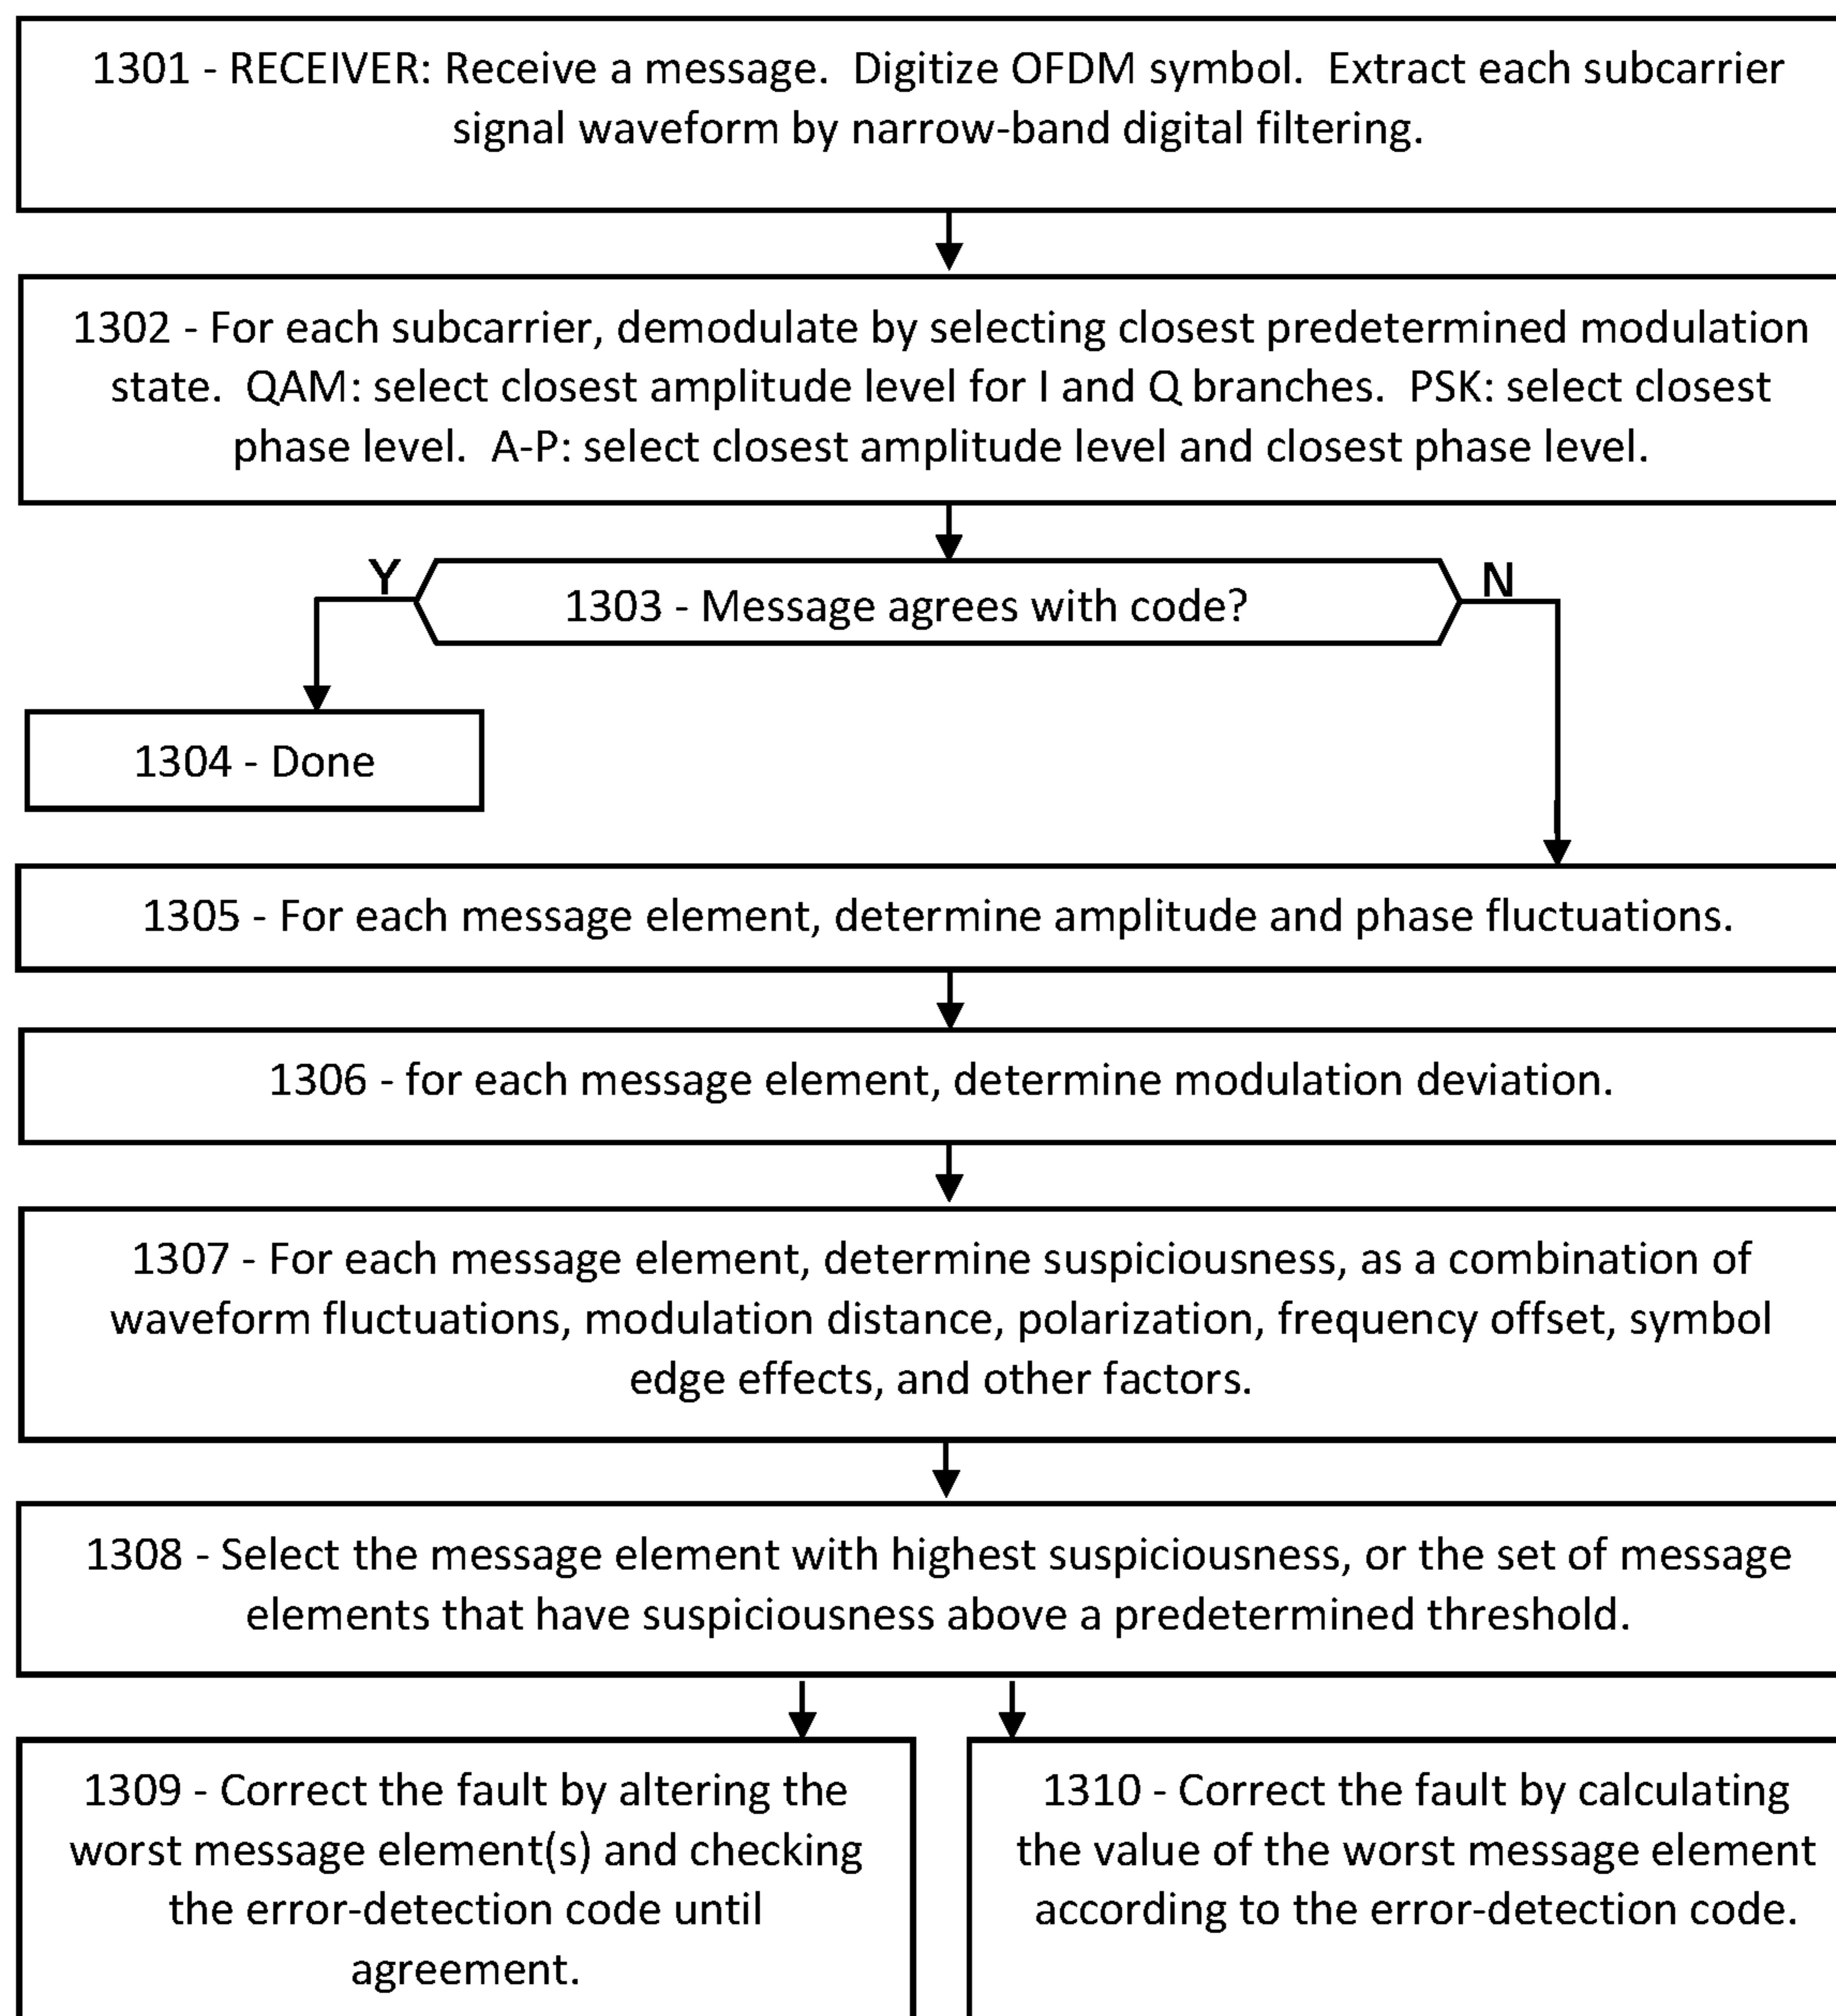 1301 - RECEIVER: Receive a message.  Digitize OFDM symbol.  Extract each subcarrier
signal waveform by narrow-band digital filtering.
1302 - For each subcarrier, demodulate by selecting closest predetermined modulation
state.  QAM: select closest amplitude level for I and Q branches.  PSK: select closest
phase level.  A-P: select closest amplitude level and closest phase level.
Y
1303 - Message agrees with code?
N
1304 - Done
1305 - For each message element, determine amplitude and phase fluctuations.
1306 - for each message element, determine modulation deviation.
1307 - For each message element, determine suspiciousness, as a combination of
waveform fluctuations, modulation distance, polarization, frequency offset, symbol
edge effects, and other factors.
1308 - Select the message element with highest suspiciousness, or the set of message
elements that have suspiciousness above a predetermined threshold.
1309 - Correct the fault by altering the
worst message element(s) and checking
the error-detection code until
agreement.
1310 - Correct the fault by calculating
the value of the worst message element
according to the error-detection code.